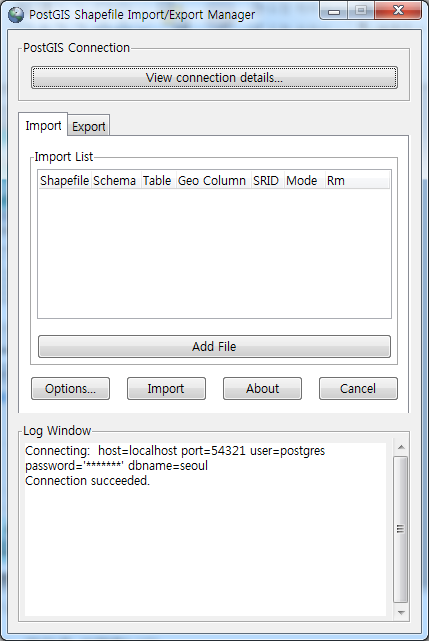 PostGIS Shapefile Import/Export Manager
PostGIS Connection
View connection details...
Import Export
Import List
Shapefile Schema Table Geo Column SRID Mode Rm
Add File
Options... Import About Cancel
Log Window
Connecting:  host=localhost port=54321 user=postgres
password='*******' dbname=seoul
Connection succeeded.